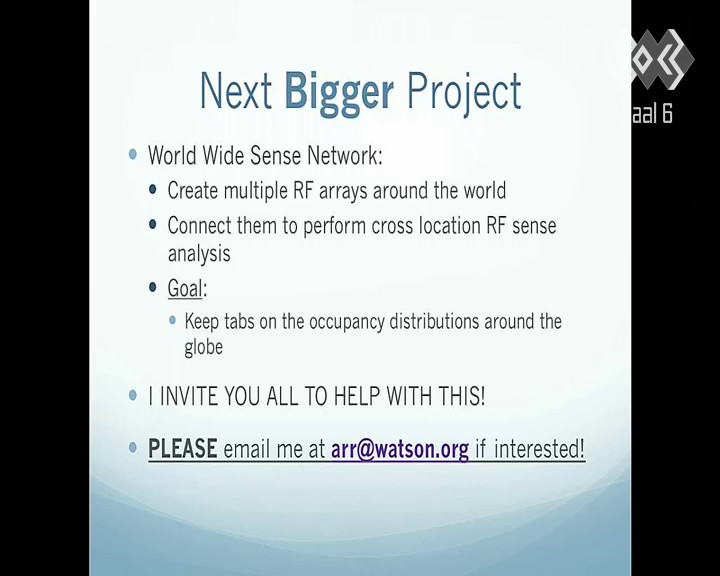 Next Bigger Project
World Wide Sense Network:
Create multiple RF arrays around the world
Connect them to perform cross location RF sense
analysis
Goal:
Keep tabs on the occupancy distributions around the
globe
I INVITE YOU ALL TO HELP WITH THIS!
PLEASE email me at arr@watson.org if interested!
aal 6